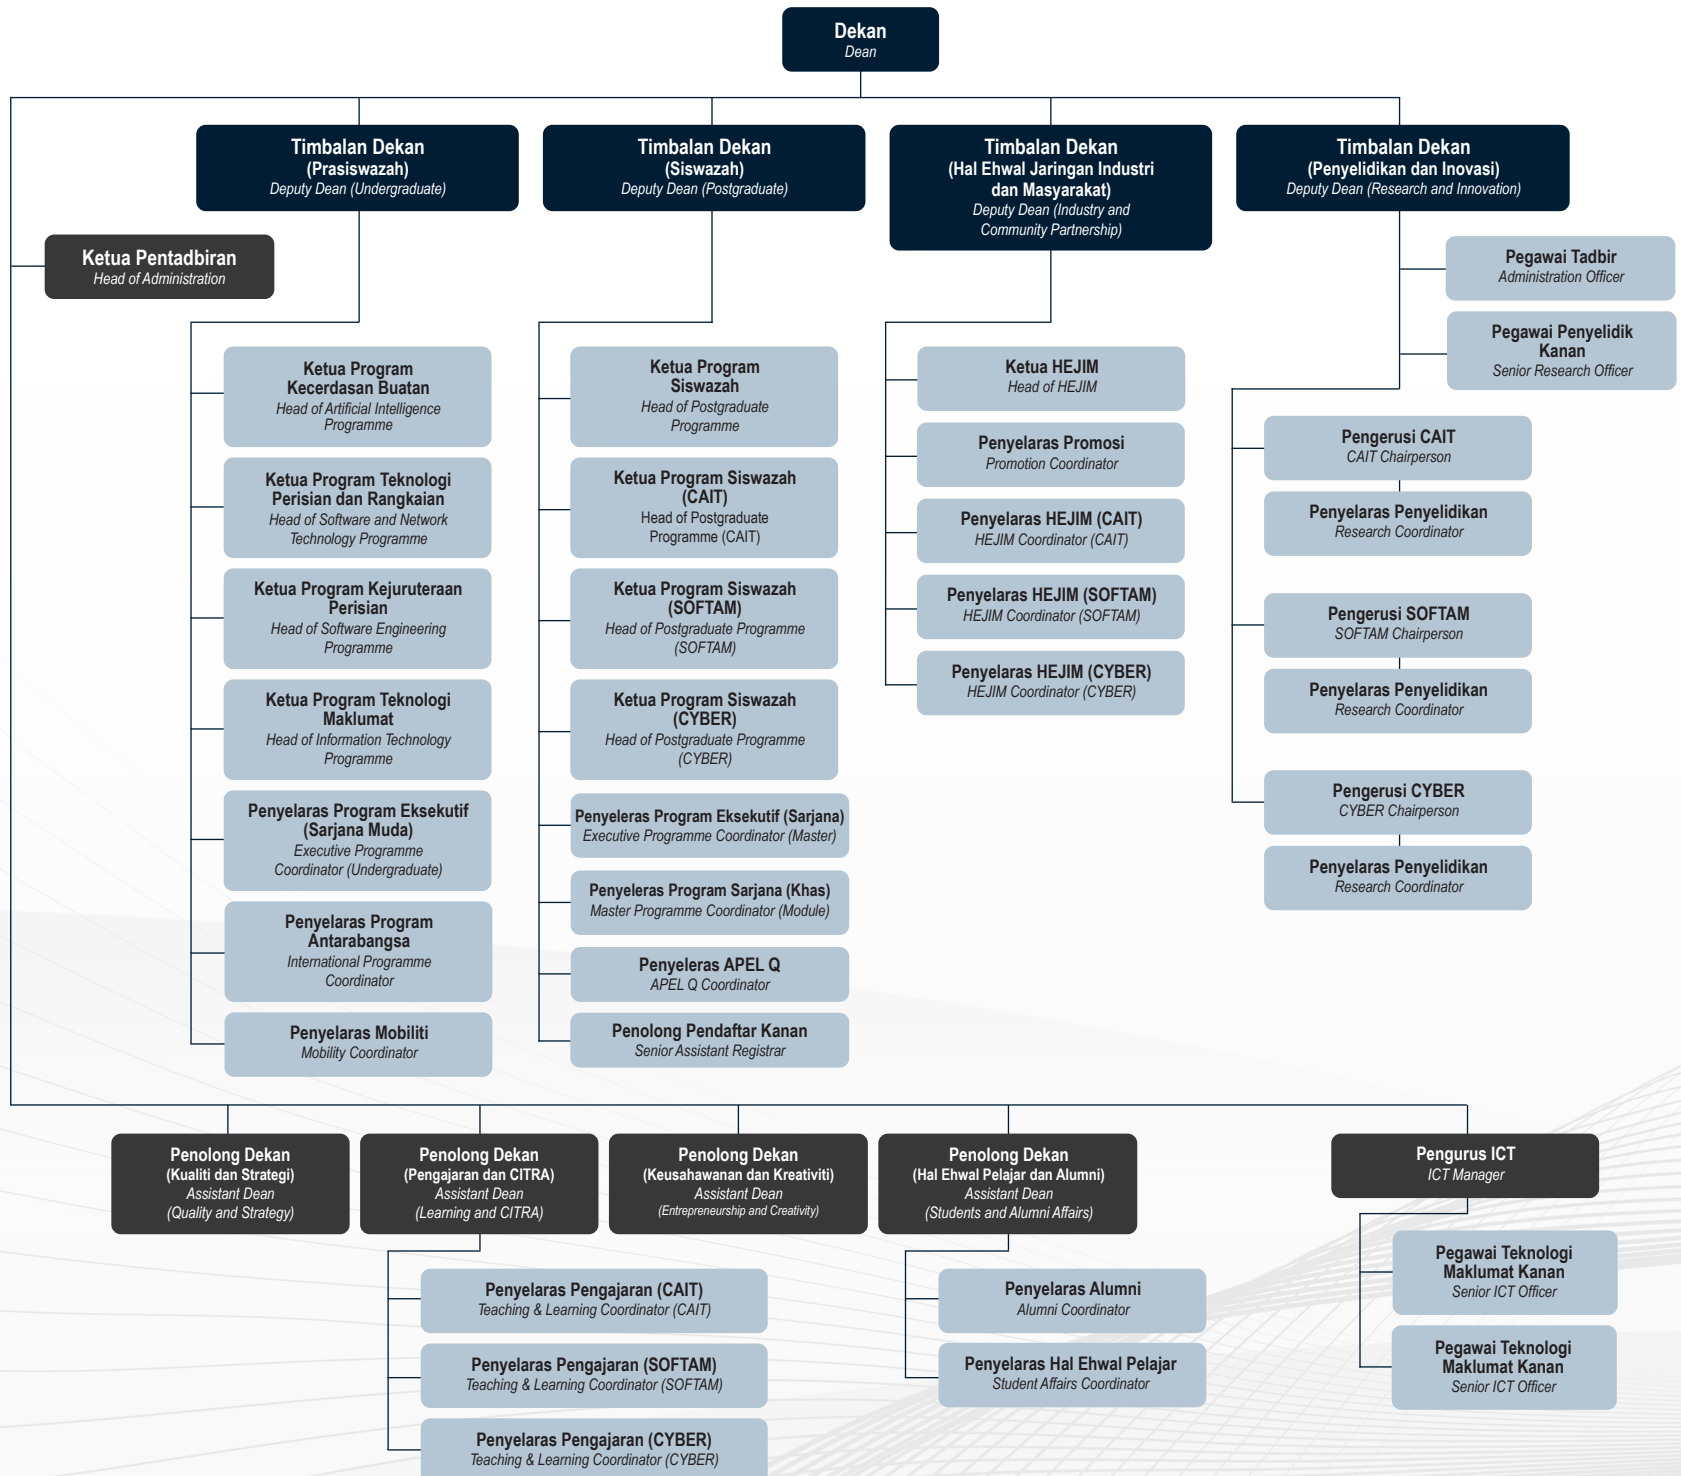 Dekan
Dean
Timbalan Dekan
(Prasiswazah)
Deputy Dean (Undergraduate)
Timbalan Dekan
(Siswazah)
Deputy Dean (Postgraduate)
Timbalan Dekan
(Hal Ehwal Jaringan Industri
dan Masyarakat)
Deputy Dean (Industry and
Community Partnership)
Timbalan Dekan
(Penyelidikan dan Inovasi)
Deputy Dean (Research and Innovation)
Ketua Pentadbiran
Head of Administration
Ketua Program
Kecerdasan Buatan
Head of Artificial Intelligence
Programme
Ketua Program Teknologi
Perisian dan Rangkaian
Head of Software and Network
Technology Programme
Ketua Program Kejuruteraan
Perisian
Head of Software Engineering
Programme
Ketua Program Teknologi
Maklumat
Head of Information Technology
Programme
Penyelaras Program Eksekutif
(Sarjana Muda)
Executive Programme
Coordinator (Undergraduate)
Penyelaras Program
Antarabangsa
International Programme
Coordinator
Penyelaras Mobiliti
Mobility Coordinator
Ketua Program
Siswazah
Head of Postgraduate
Programme
Ketua Program Siswazah
(CAIT)
Head of Postgraduate
Programme (CAIT)
Ketua Program Siswazah
(SOFTAM)
Head of Postgraduate Programme
(SOFTAM)
Ketua Program Siswazah
(CYBER)
Head of Postgraduate Programme
(CYBER)
Penyeleras Program Eksekutif (Sarjana)
Executive Programme Coordinator (Master)
Penyeleras Program Sarjana (Khas)
Master Programme Coordinator (Module)
Penyeleras APEL Q
APEL Q Coordinator
Penolong Pendaftar Kanan
Senior Assistant Registrar
Ketua HEJIM
Head of HEJIM
Penyelaras Promosi
Promotion Coordinator
Penyelaras HEJIM (CAIT)
HEJIM Coordinator (CAIT)
Penyelaras HEJIM (SOFTAM)
HEJIM Coordinator (SOFTAM)
Penyelaras HEJIM (CYBER)
HEJIM Coordinator (CYBER)
Pegawai Tadbir
Administration Officer
Pegawai Penyelidik
Kanan
Senior Research Officer
Pengerusi CAIT
CAIT Chairperson
Penyelaras Penyelidikan
Research Coordinator
Pengerusi SOFTAM
SOFTAM Chairperson
Penyelaras Penyelidikan
Research Coordinator
Pengerusi CYBER
CYBER Chairperson
Penyelaras Penyelidikan
Research Coordinator
Penolong Dekan
(Kualiti dan Strategi)
Assistant Dean
(Quality and Strategy)
Penolong Dekan
(Pengajaran dan CITRA)
Assistant Dean
(Learning and CITRA)
Penolong Dekan
(Keusahawanan dan Kreativiti)
Assistant Dean
(Entrepreneurship and Creativity)
Penolong Dekan
(Hal Ehwal Pelajar dan Alumni)
Assistant Dean
(Students and Alumni Affairs)
Pengurus ICT
ICT Manager
Penyelaras Pengajaran (CAIT)
Teaching & Learning Coordinator (CAIT)
Penyelaras Pengajaran (SOFTAM)
Teaching & Learning Coordinator (SOFTAM)
Penyelaras Pengajaran (CYBER)
Teaching & Learning Coordinator (CYBER)
Penyelaras Alumni
Alumni Coordinator
Penyelaras Hal Ehwal Pelajar
Student Affairs Coordinator
Pegawai Teknologi
Maklumat Kanan
Senior ICT Officer
Pegawai Teknologi
Maklumat Kanan
Senior ICT Officer